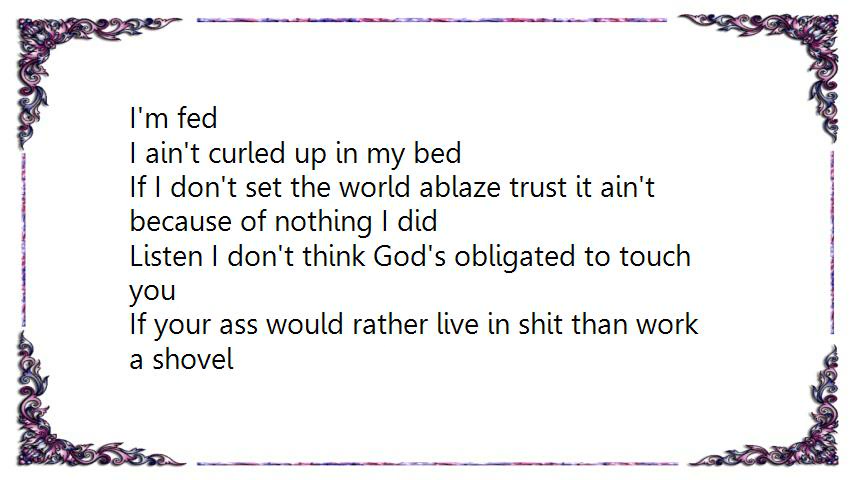 I'm fed
I ain't curled up in my bed
If I don't set the world ablaze trust it ain't
because of nothing I did
Listen I don't think God's obligated to touch
you
If your ass would rather live in shit than work
a shovel